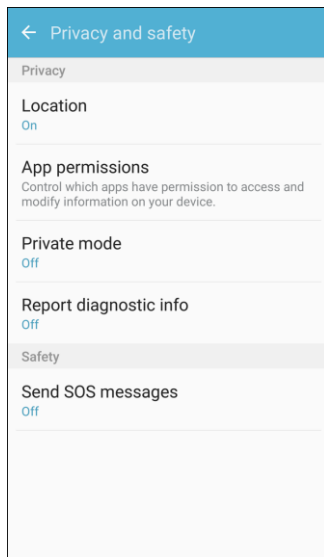 Privacy and safety
Privacy
Location
On
App permissions
Control which apps have permission to access and
modify information on your device.
Private mode
Off
Report diagnostic info
Off
Safety
Send SOS messages
Off